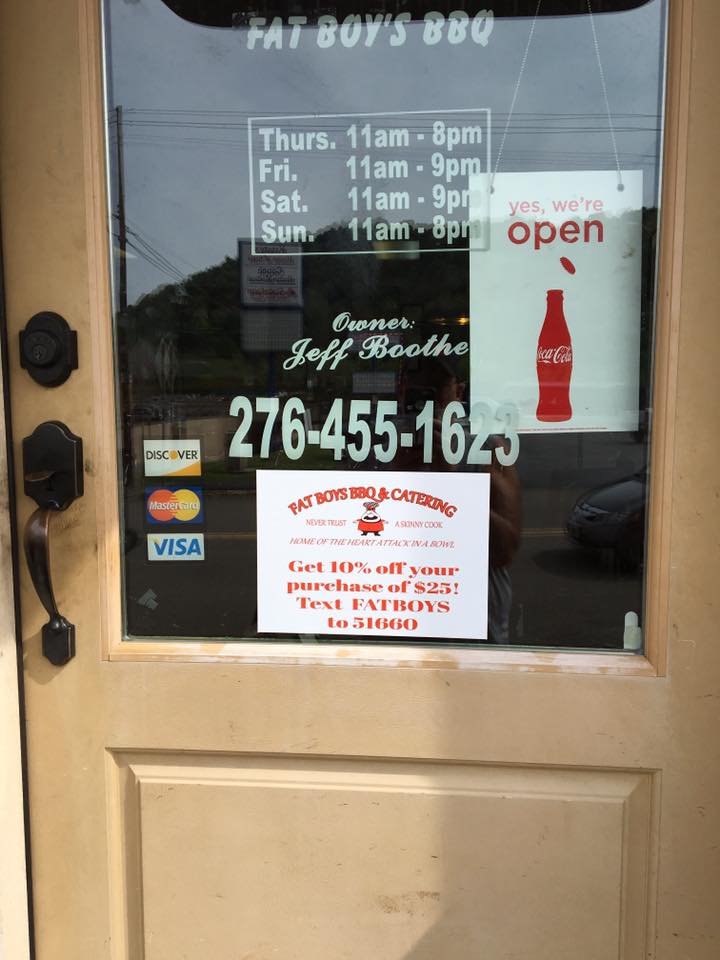 FAT BOY'S BBQ
Thurs. 11am - 8pm
Fri. 11am - 9pm
Sat. 11am - 9pm
Sun. 11am - 8pm
yes, we're
open
Coca-Cola
Owner:
Jeff Boothe
276-455-1623
DISCOVER
MasterCard
VISA
FAT BOYS BBQ & CATERING
NEVER TRUST A SKINNY COOK
HOME OF THE HEART ATTACK IN A BOWL
Get 10% off your
purchase of $25!
Text FATBOYS
to 51660